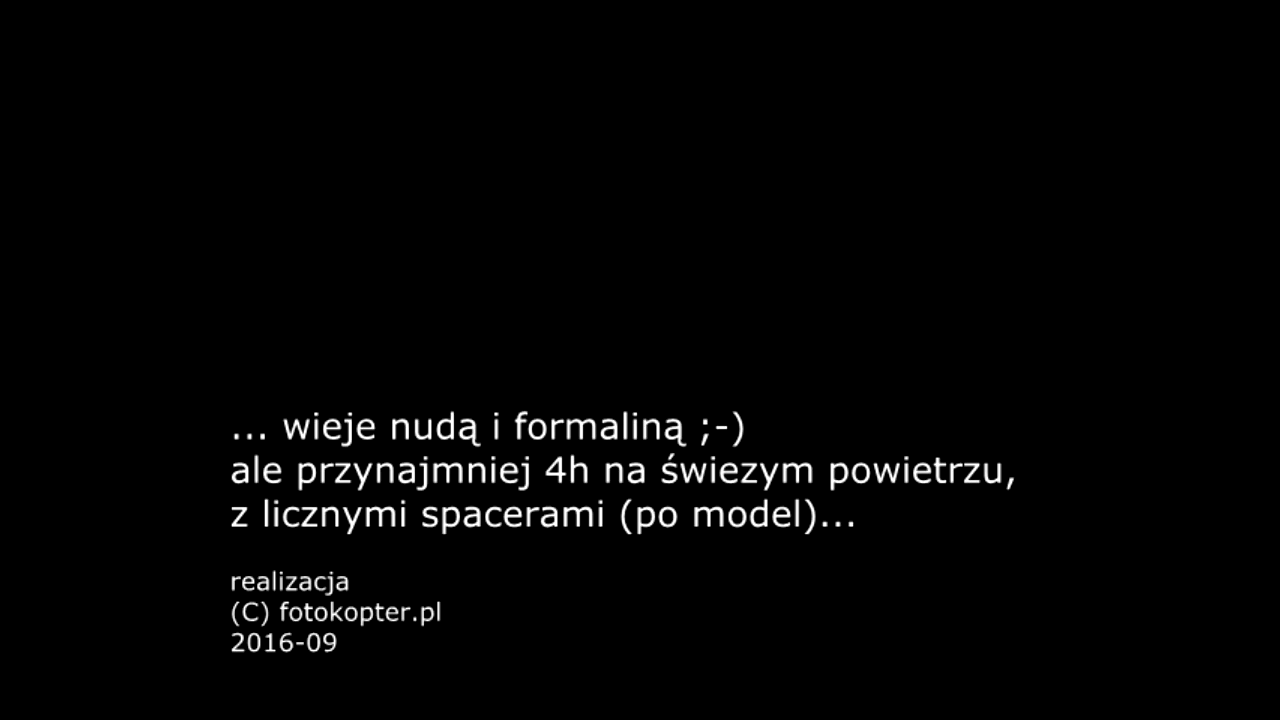 ... wieje nudą i formaliną ;-)
ale przynajmniej 4h na świezym powietrzu,
z licznymi spacerami (po model)...
realizacja
(C) fotokopter.pl
2016-09